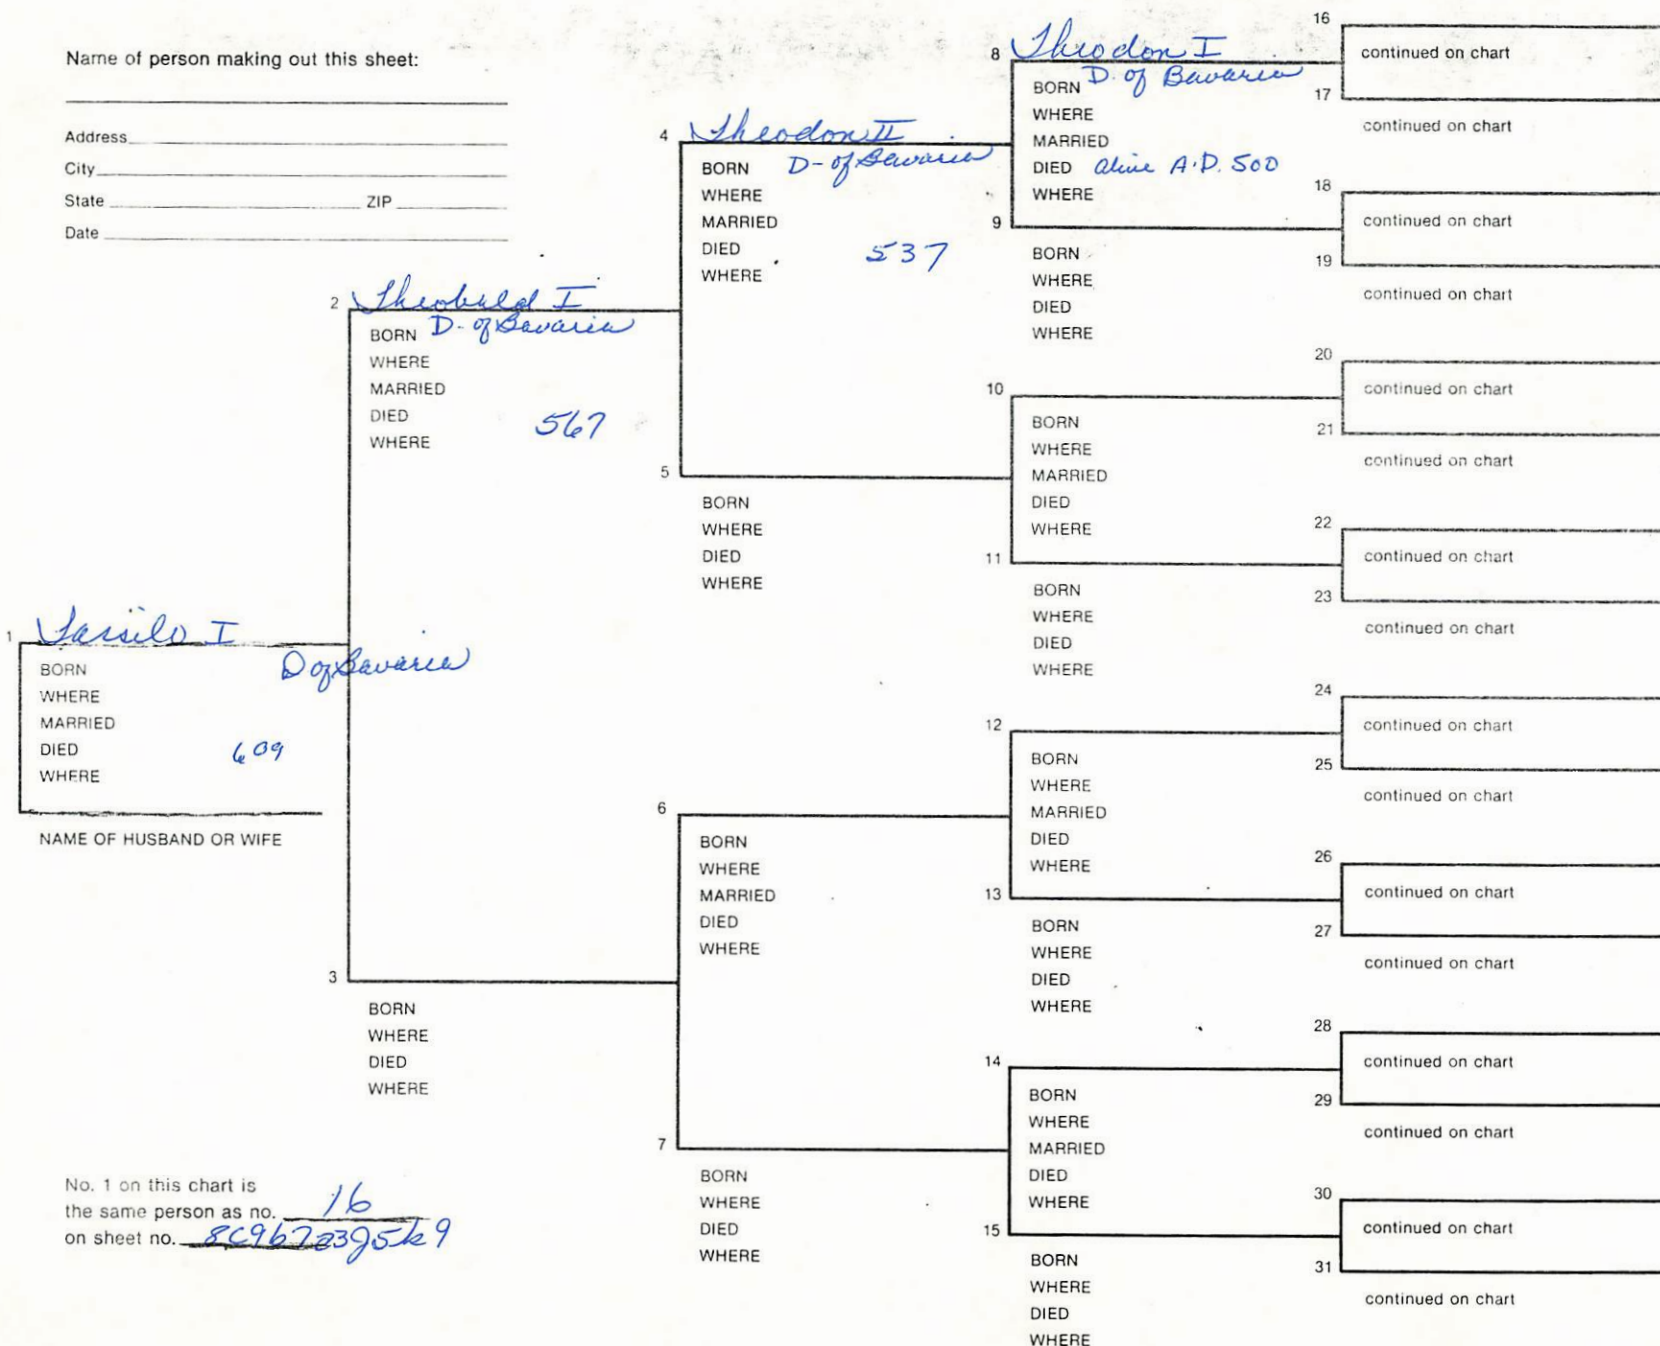 Name of person making out this sheet:
Address
City
State ZIP
Date
1 Tassilo I
D of Bavaria
BORN
WHERE
MARRIED
DIED 609
WHERE
NAME OF HUSBAND OR WIFE
2 Theobald I
D- of Bavaria
BORN
WHERE
MARRIED
DIED 567
WHERE
3
BORN
WHERE
DIED
WHERE
4 Theodon II
D- of Bavaria
BORN
WHERE
MARRIED
DIED 537
WHERE
5
BORN
WHERE
DIED
WHERE
6
BORN
WHERE
MARRIED
DIED
WHERE
7
BORN
WHERE
DIED
WHERE
8 Theodon I
D. of Bavaria
BORN
WHERE
MARRIED
DIED alive A.D. 500
WHERE
9
BORN
WHERE
DIED
WHERE
10
BORN
WHERE
MARRIED
DIED
WHERE
11
BORN
WHERE
DIED
WHERE
12
BORN
WHERE
MARRIED
DIED
WHERE
13
BORN
WHERE
DIED
WHERE
14
BORN
WHERE
MARRIED
DIED
WHERE
15
BORN
WHERE
DIED
WHERE
16
continued on chart
17
continued on chart
18
continued on chart
19
continued on chart
20
continued on chart
21
continued on chart
22
continued on chart
23
continued on chart
24
continued on chart
25
continued on chart
26
continued on chart
27
continued on chart
28
continued on chart
29
continued on chart
30
continued on chart
31
continued on chart
No. 1 on this chart is
the same person as no. 16
on sheet no.